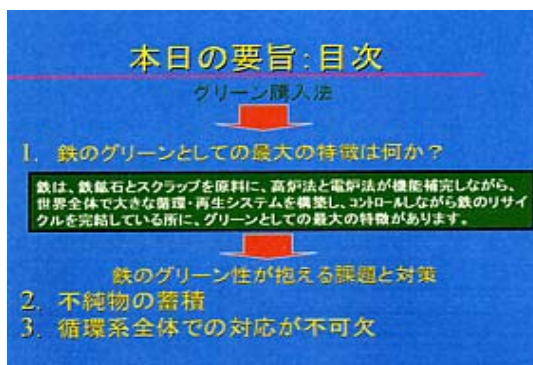 本日の要旨:目次
グリーン購入法
1. 鉄のグリーンとしての最大の特徴は何か?
鉄は、鉄鉱石とスクラップを原料に、高炉法と電炉法が機能補完しながら、
世界全体で大きな循環・再生システムを構築し、コントロールしながら鉄のリサイ
クルを完結している所に、グリーンとしての最大の特徴があります。
鉄のグリーン性が抱える課題と対策
2. 不純物の蓄積
3. 循環系全体での対応が不可欠